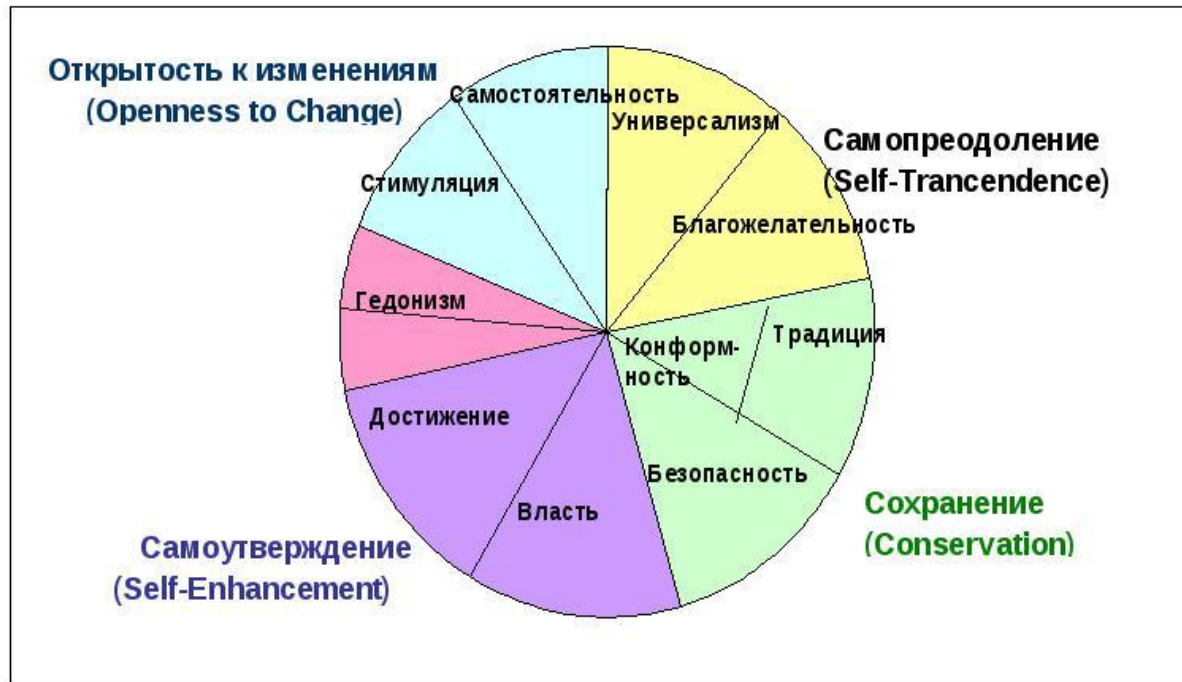 Открытость к изменениям
(Openness to Change)
Самостоятельность
Универсализм
Самопреодоление
(Self-Trancendence)
Стимуляция
Благожелательность
Гедонизм
Конформ-
ность
Традиция
Достижение
Безопасность
Власть
Сохранение
(Conservation)
Самоутверждение
(Self-Enhancement)